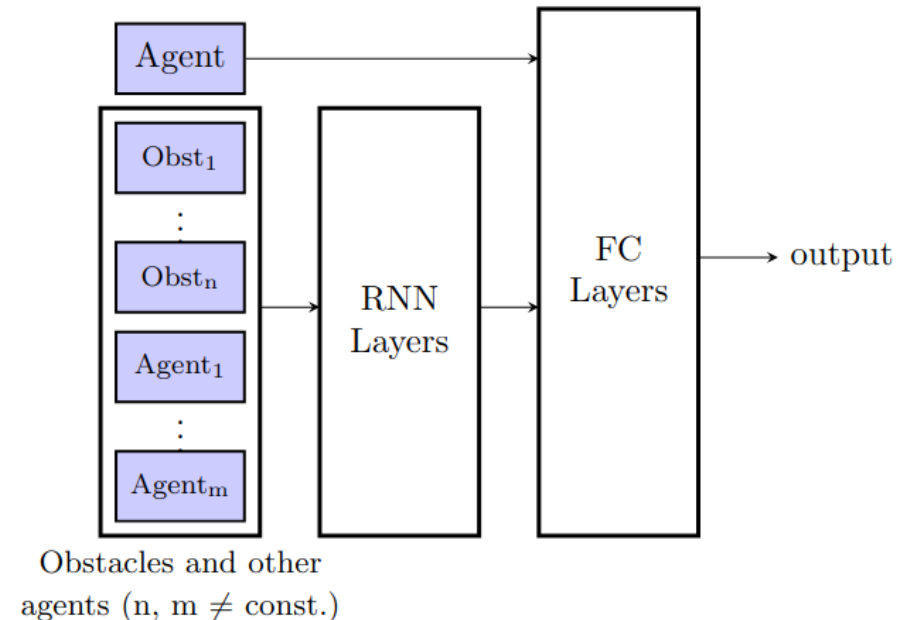 Agent
Obst₁
⋮
Obstₙ
Agent₁
⋮
Agentₘ
Obstacles and other
agents (n, m ≠ const.)
RNN
Layers
FC
Layers
output